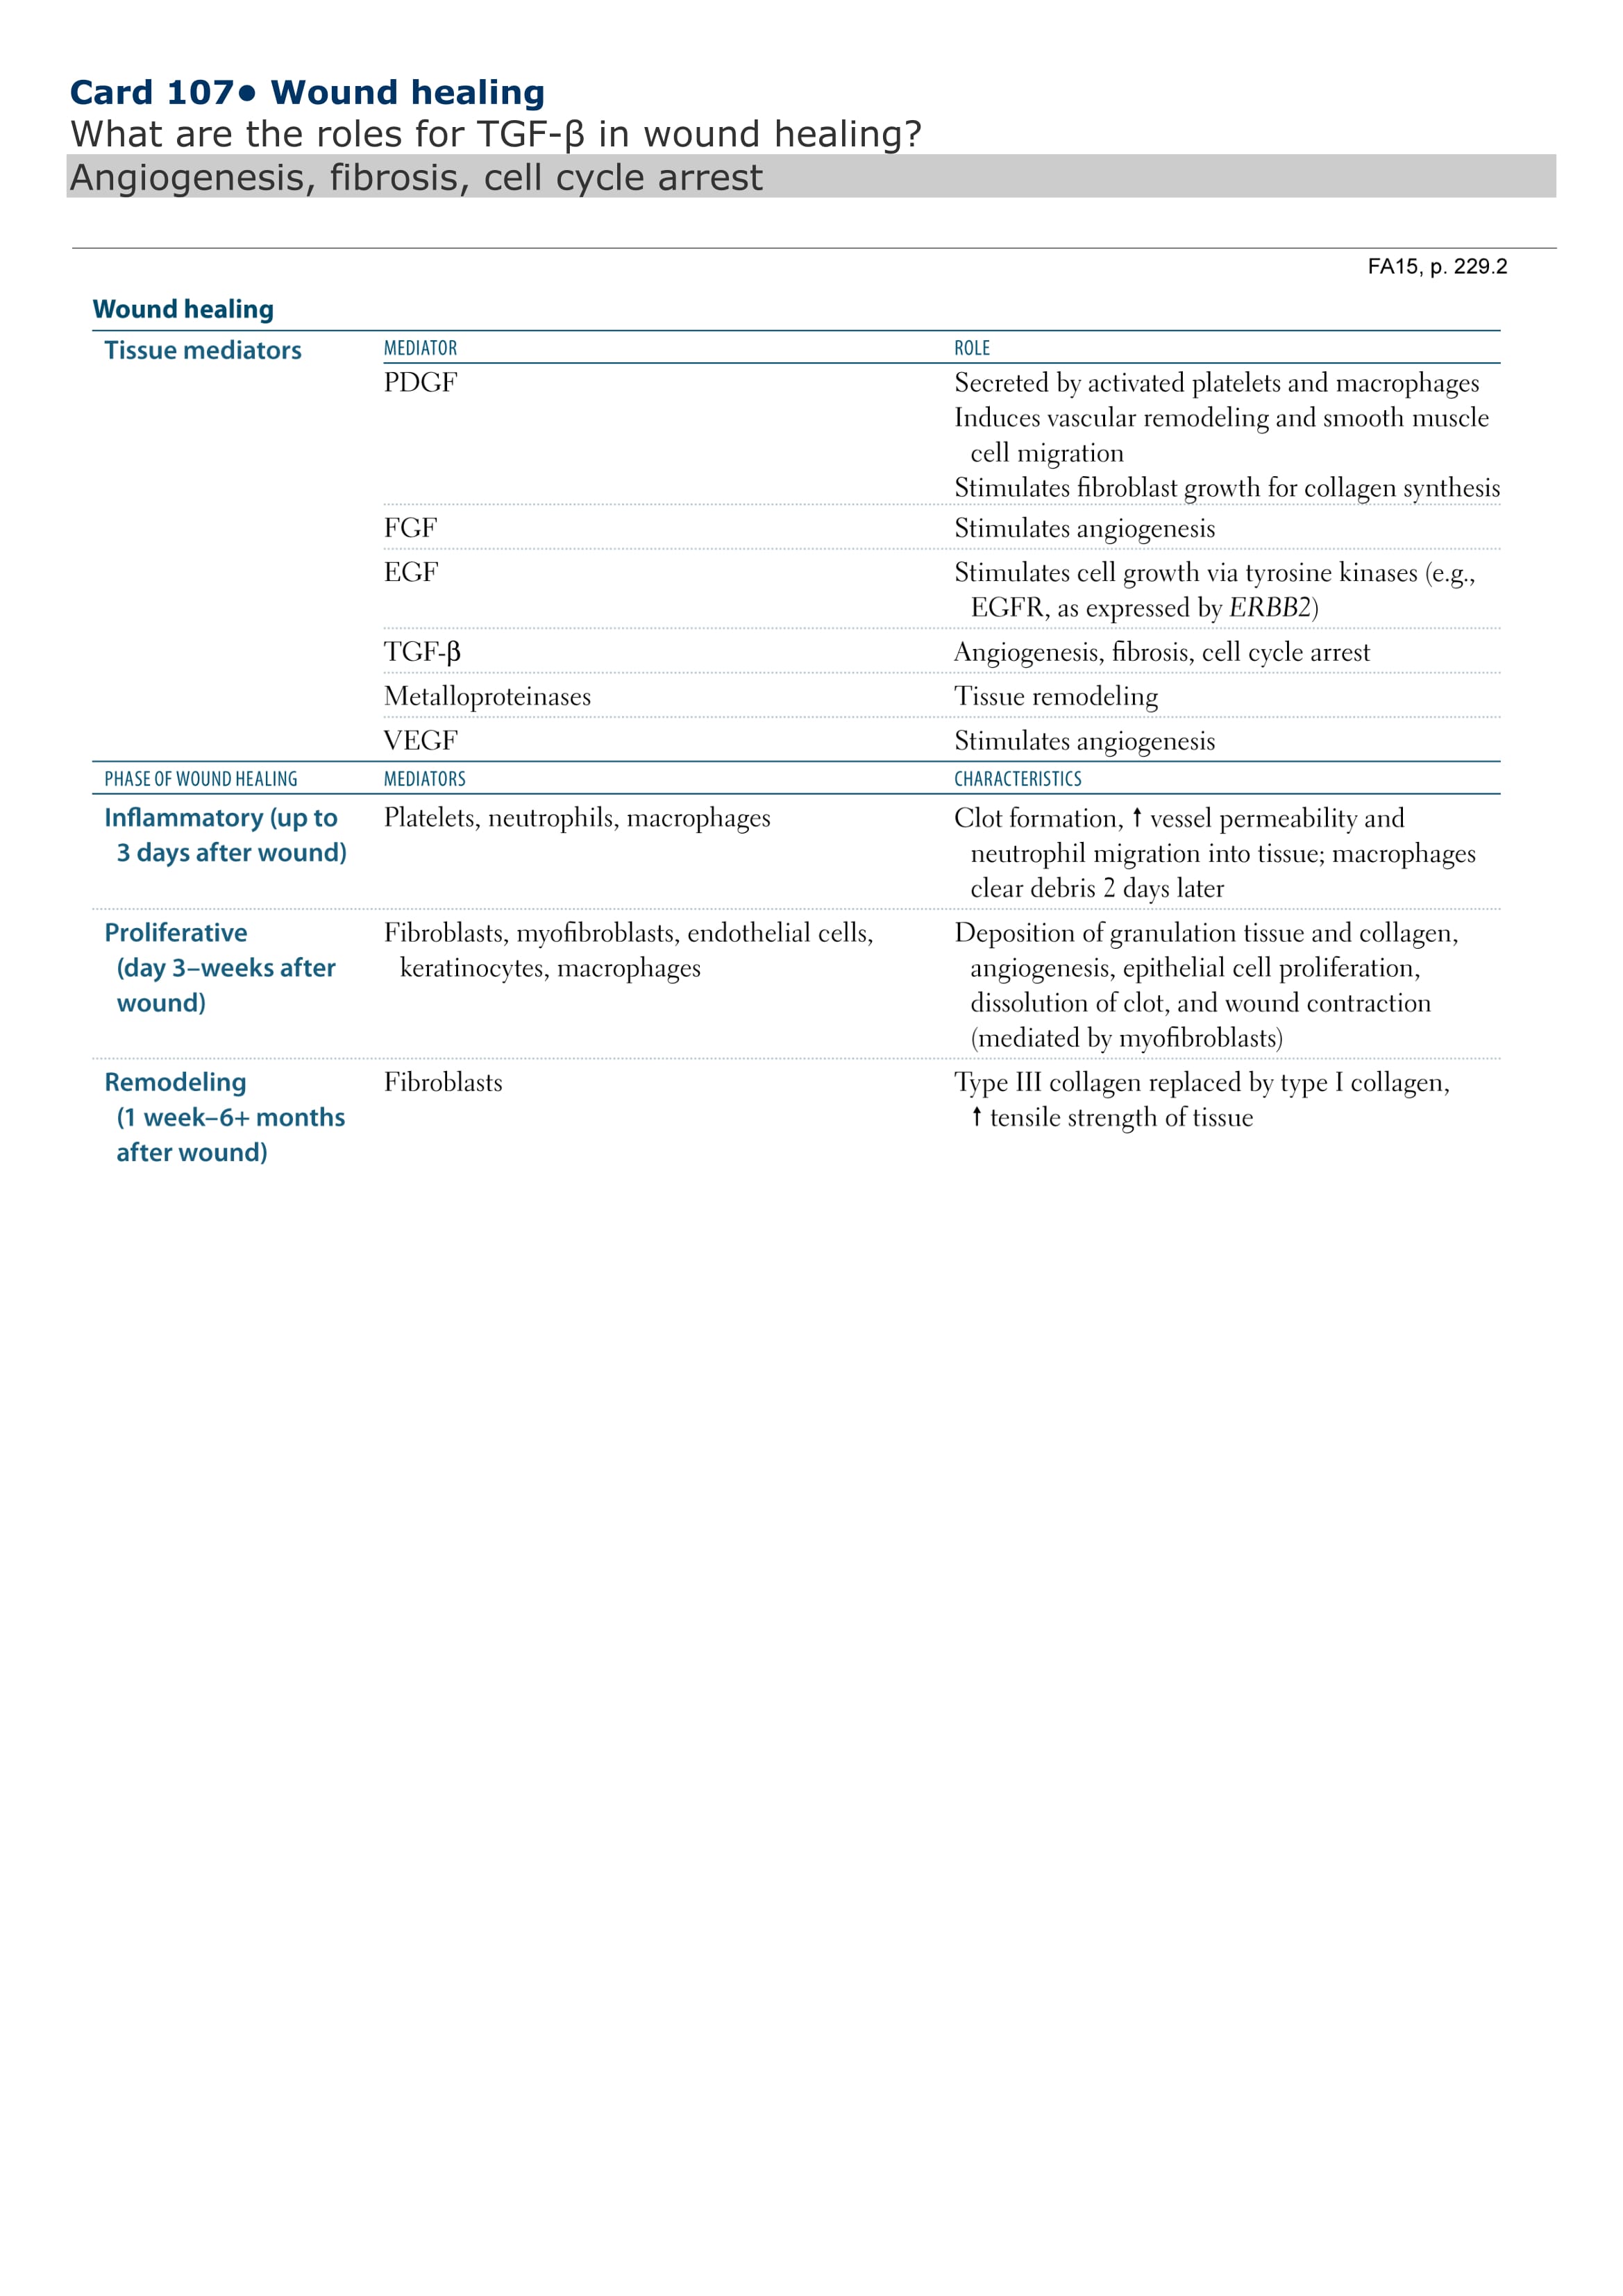 Card 107• Wound healing
What are the roles for TGF-β in wound healing?
Angiogenesis, fibrosis, cell cycle arrest
FA15, p. 229.2
Wound healing
Tissue mediators MEDIATOR ROLE
PDGF Secreted by activated platelets and macrophages
Induces vascular remodeling and smooth muscle
cell migration
Stimulates fibroblast growth for collagen synthesis
FGF Stimulates angiogenesis
EGF Stimulates cell growth via tyrosine kinases (e.g.,
EGFR, as expressed by ERBB2)
TGF-β Angiogenesis, fibrosis, cell cycle arrest
Metalloproteinases Tissue remodeling
VEGF Stimulates angiogenesis
PHASE OF WOUND HEALING MEDIATORS CHARACTERISTICS
Inflammatory (up to Platelets, neutrophils, macrophages Clot formation, ↑ vessel permeability and
3 days after wound) neutrophil migration into tissue; macrophages
clear debris 2 days later
Proliferative Fibroblasts, myofibroblasts, endothelial cells, Deposition of granulation tissue and collagen,
(day 3–weeks after keratinocytes, macrophages angiogenesis, epithelial cell proliferation,
wound) dissolution of clot, and wound contraction
(mediated by myofibroblasts)
Remodeling Fibroblasts Type III collagen replaced by type I collagen,
(1 week–6+ months ↑ tensile strength of tissue
after wound)